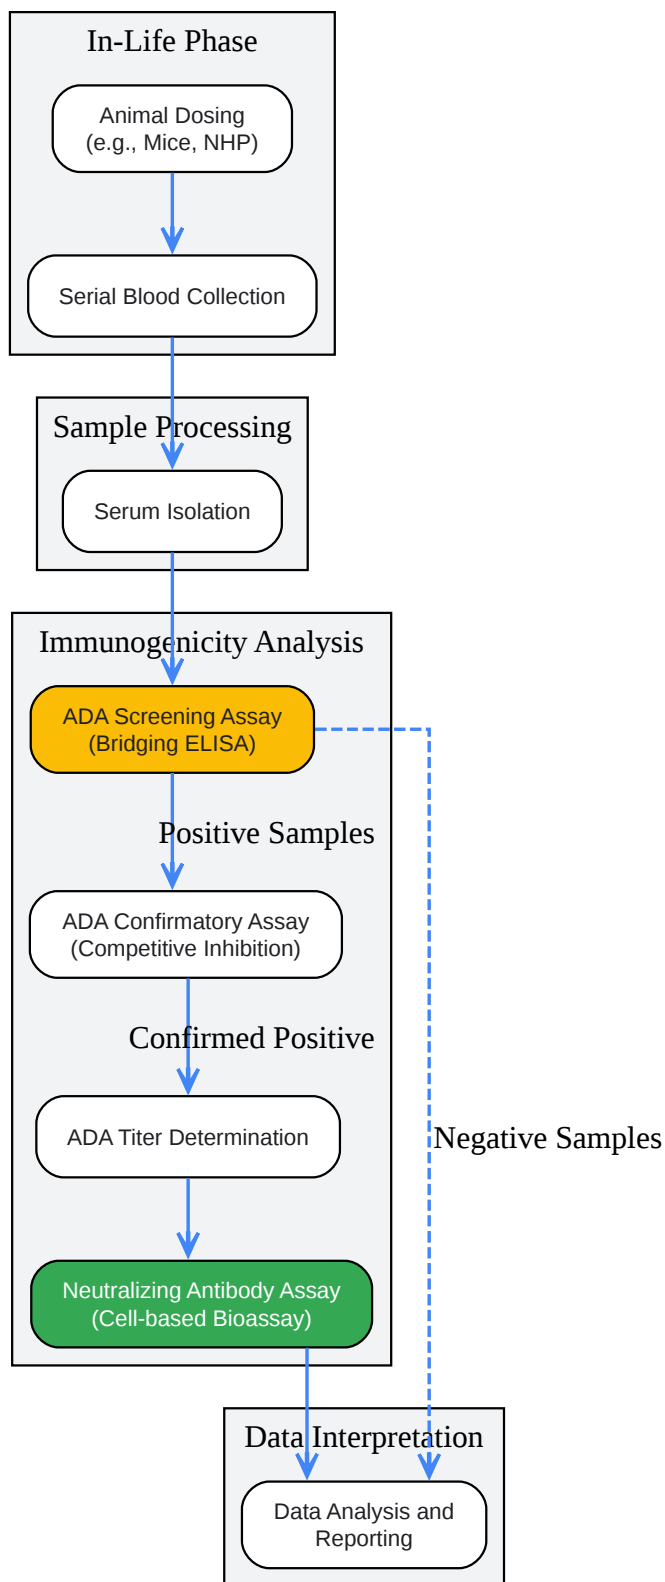 In-Life Phase
Animal Dosing
(e.g., Mice, NHP)
Serial Blood Collection
Sample Processing
Serum Isolation
Immunogenicity Analysis
ADA Screening Assay
(Bridging ELISA)
Positive Samples
ADA Confirmatory Assay
(Competitive Inhibition)
Confirmed Positive
ADA Titer Determination
Negative Samples
Neutralizing Antibody Assay
(Cell-based Bioassay)
Data Interpretation
Data Analysis and
Reporting